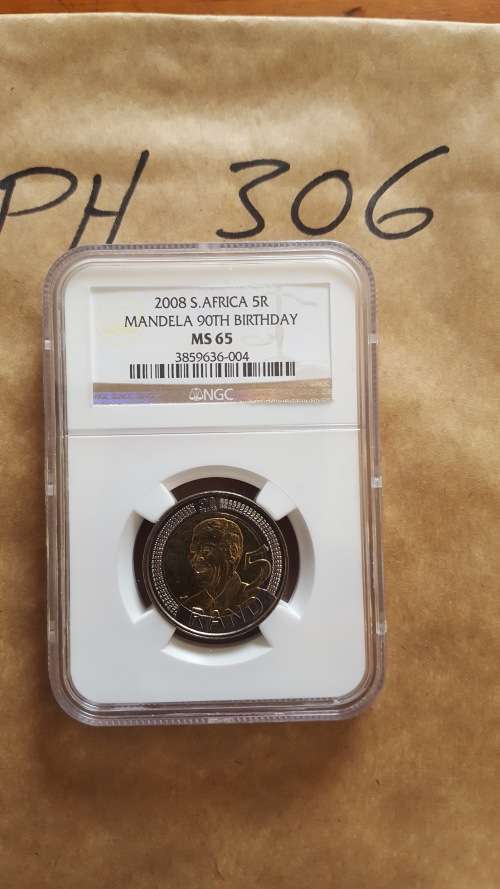 PH 306
2008 S.AFRICA 5R
MANDELA 90TH BIRTHDAY
MS 65
3859636-004
NGC
5
RAND